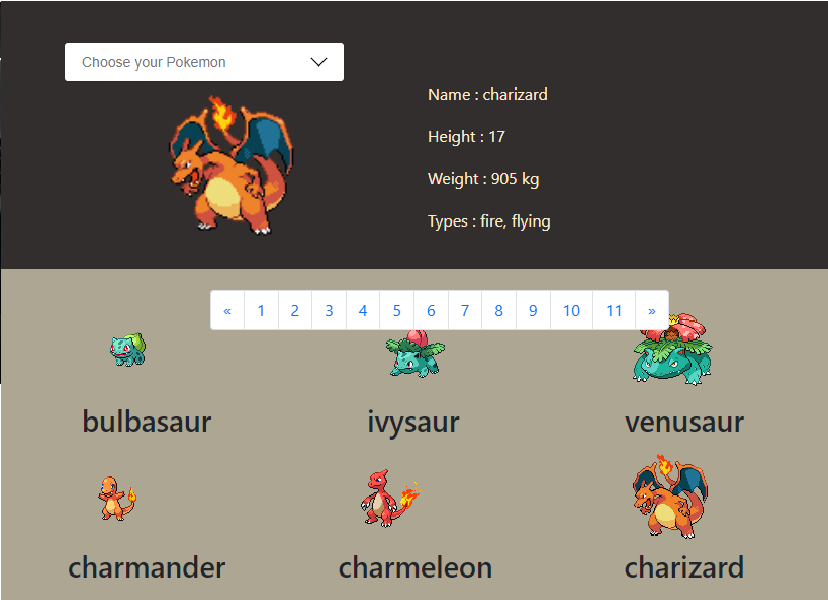 Choose your Pokemon
Name : charizard
Height : 17
Weight : 905 kg
Types : fire, flying
« 1 2 3 4 5 6 7 8 9 10 11 »
bulbasaur ivysaur venusaur
charmander charmeleon charizard